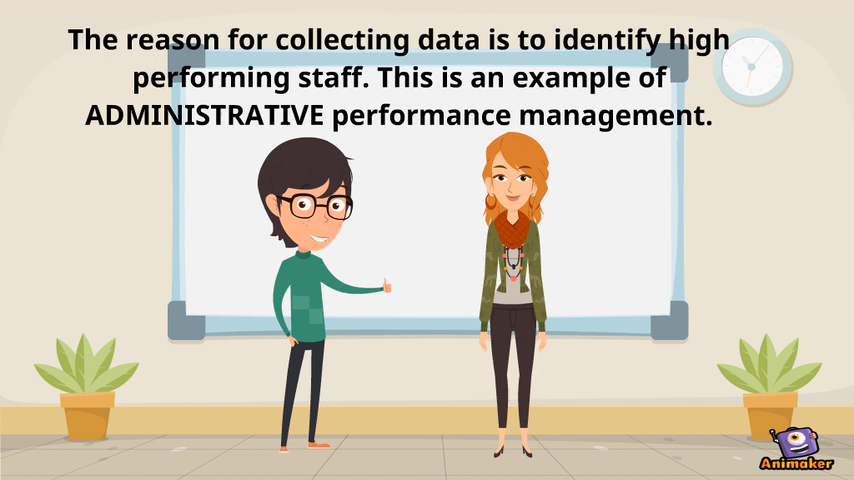 The reason for collecting data is to identify high
performing staff. This is an example of
ADMINISTRATIVE performance management.
Animaker